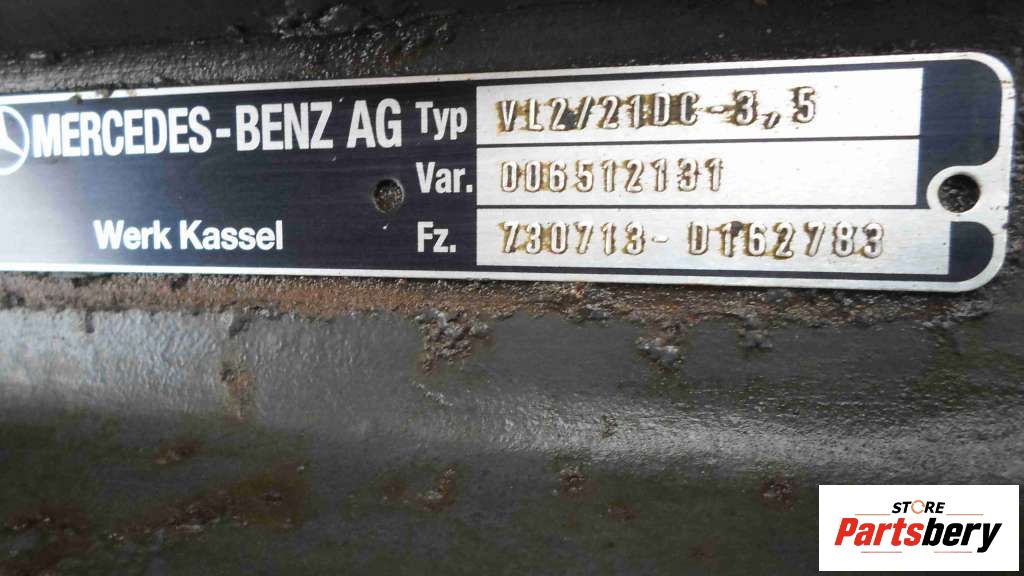 MERCEDES-BENZ AG Typ VL2/21DC-3,5
Var. 006512131
Werk Kassel Fz. 730713-D162783
STORE
Partsbery